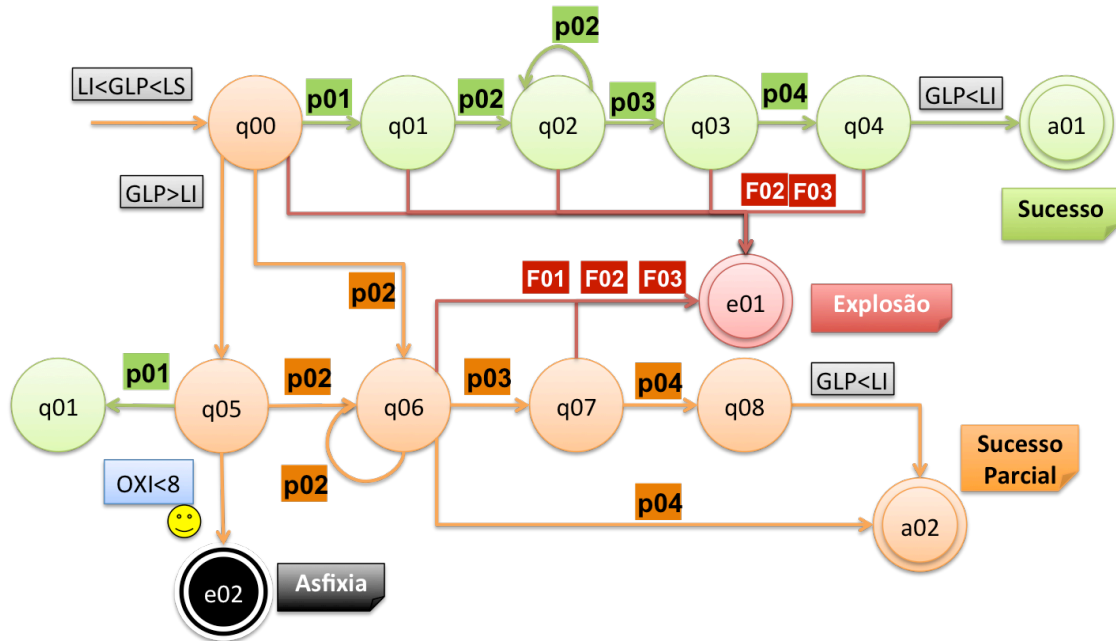 p02
LI<GLP<LS
p01
p02
p03
p04
GLP<LI
q00
q01
q02
q03
q04
a01
GLP>LI
F02 F03
Sucesso
p02
F01 F02 F03
e01
Explosão
p01
p02
p03
p04
GLP<LI
q01
q05
q06
q07
q08
Sucesso
Parcial
OXI<8
p02
p04
a02
e02
Asfixia